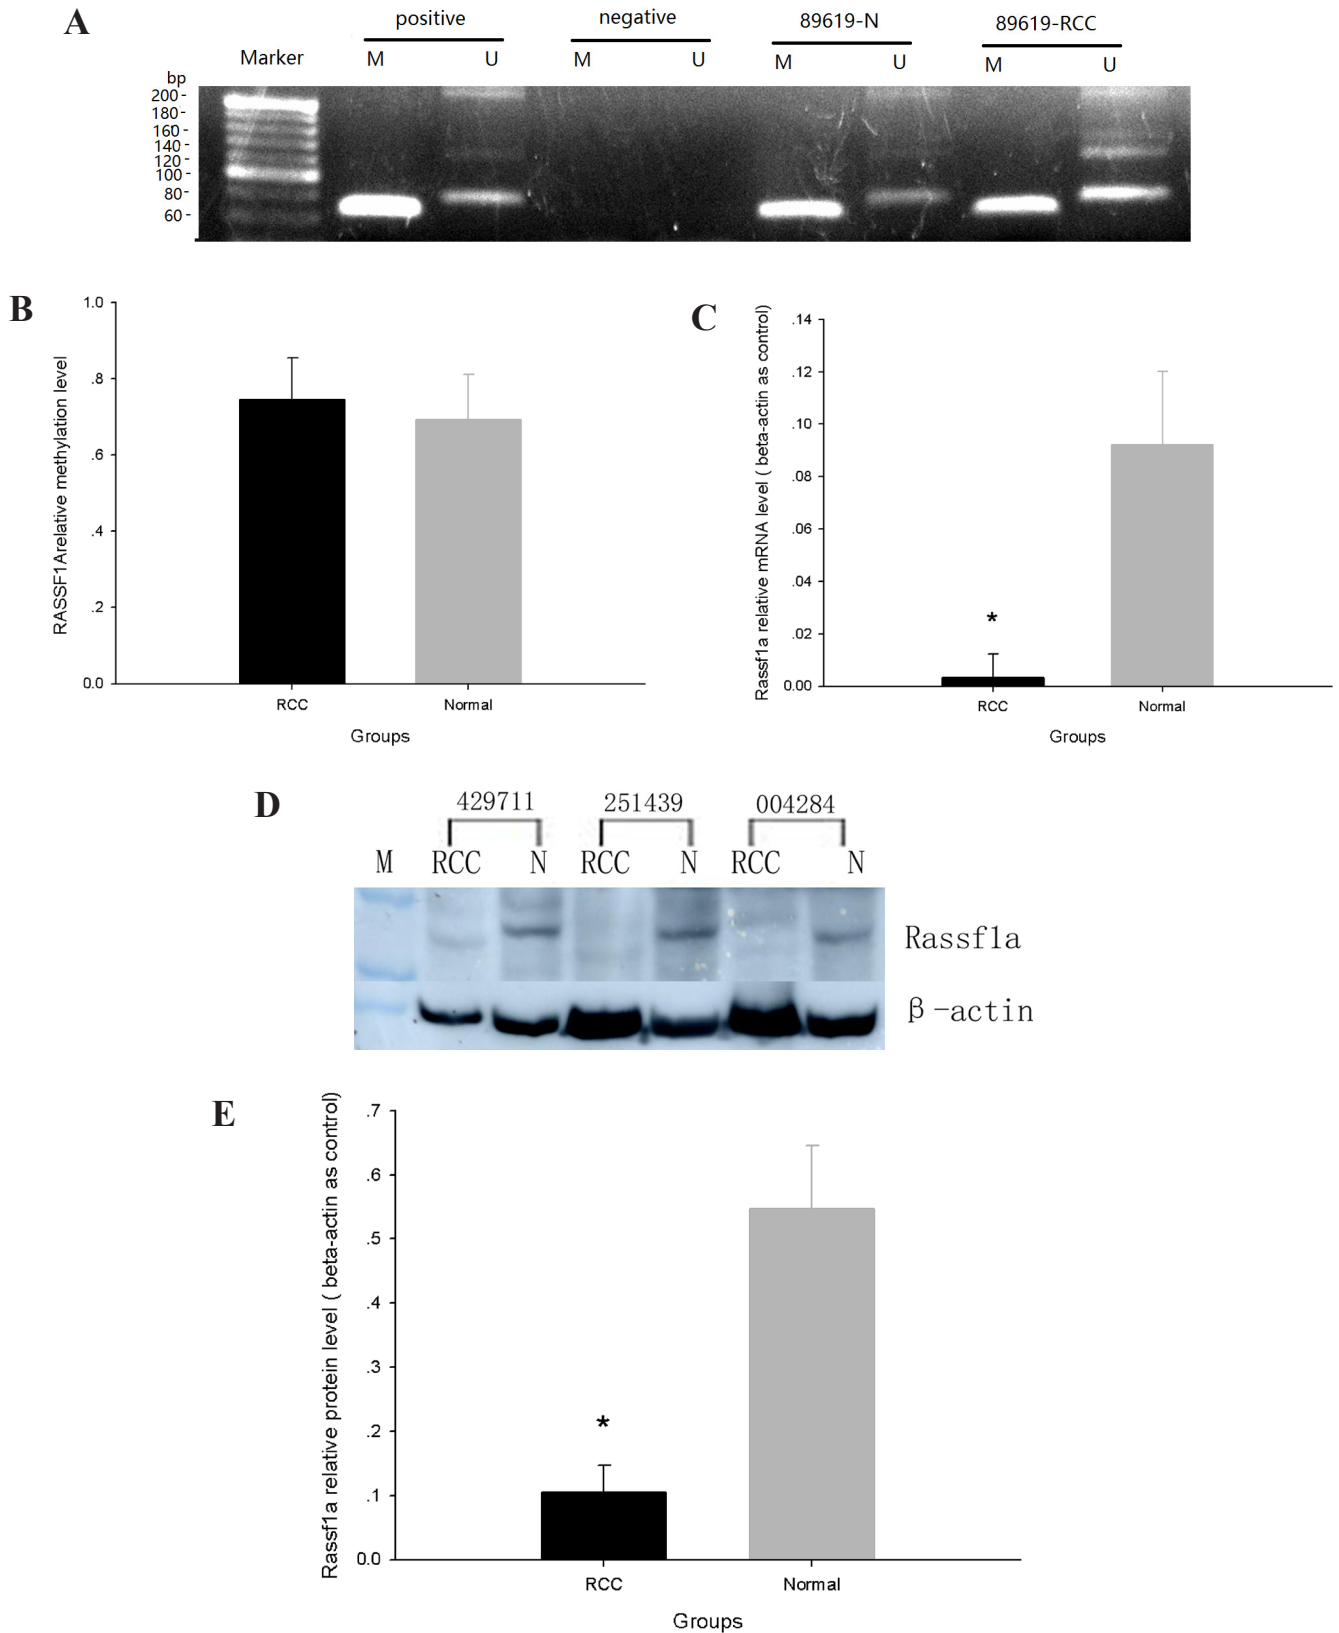 A
positive negative 89619-N 89619-RCC
Marker M U M U M U M U
bp
200-
180-
160-
140-
120-
100-
80-
60-
B
RASSF1Arelative methylation level
1.0
.8
.6
.4
.2
0.0
RCC Normal
Groups
C
Rassf1a relative mRNA level ( beta-actin as control)
.14
.12
.10
.08
.06
.04
.02
0.00
*
RCC Normal
Groups
D
429711 251439 004284
M RCC N RCC N RCC N
Rassf1a
β-actin
E
Rassf1a relative protein level ( beta-actin as control)
.7
.6
.5
.4
.3
.2
.1
0.0
*
RCC Normal
Groups